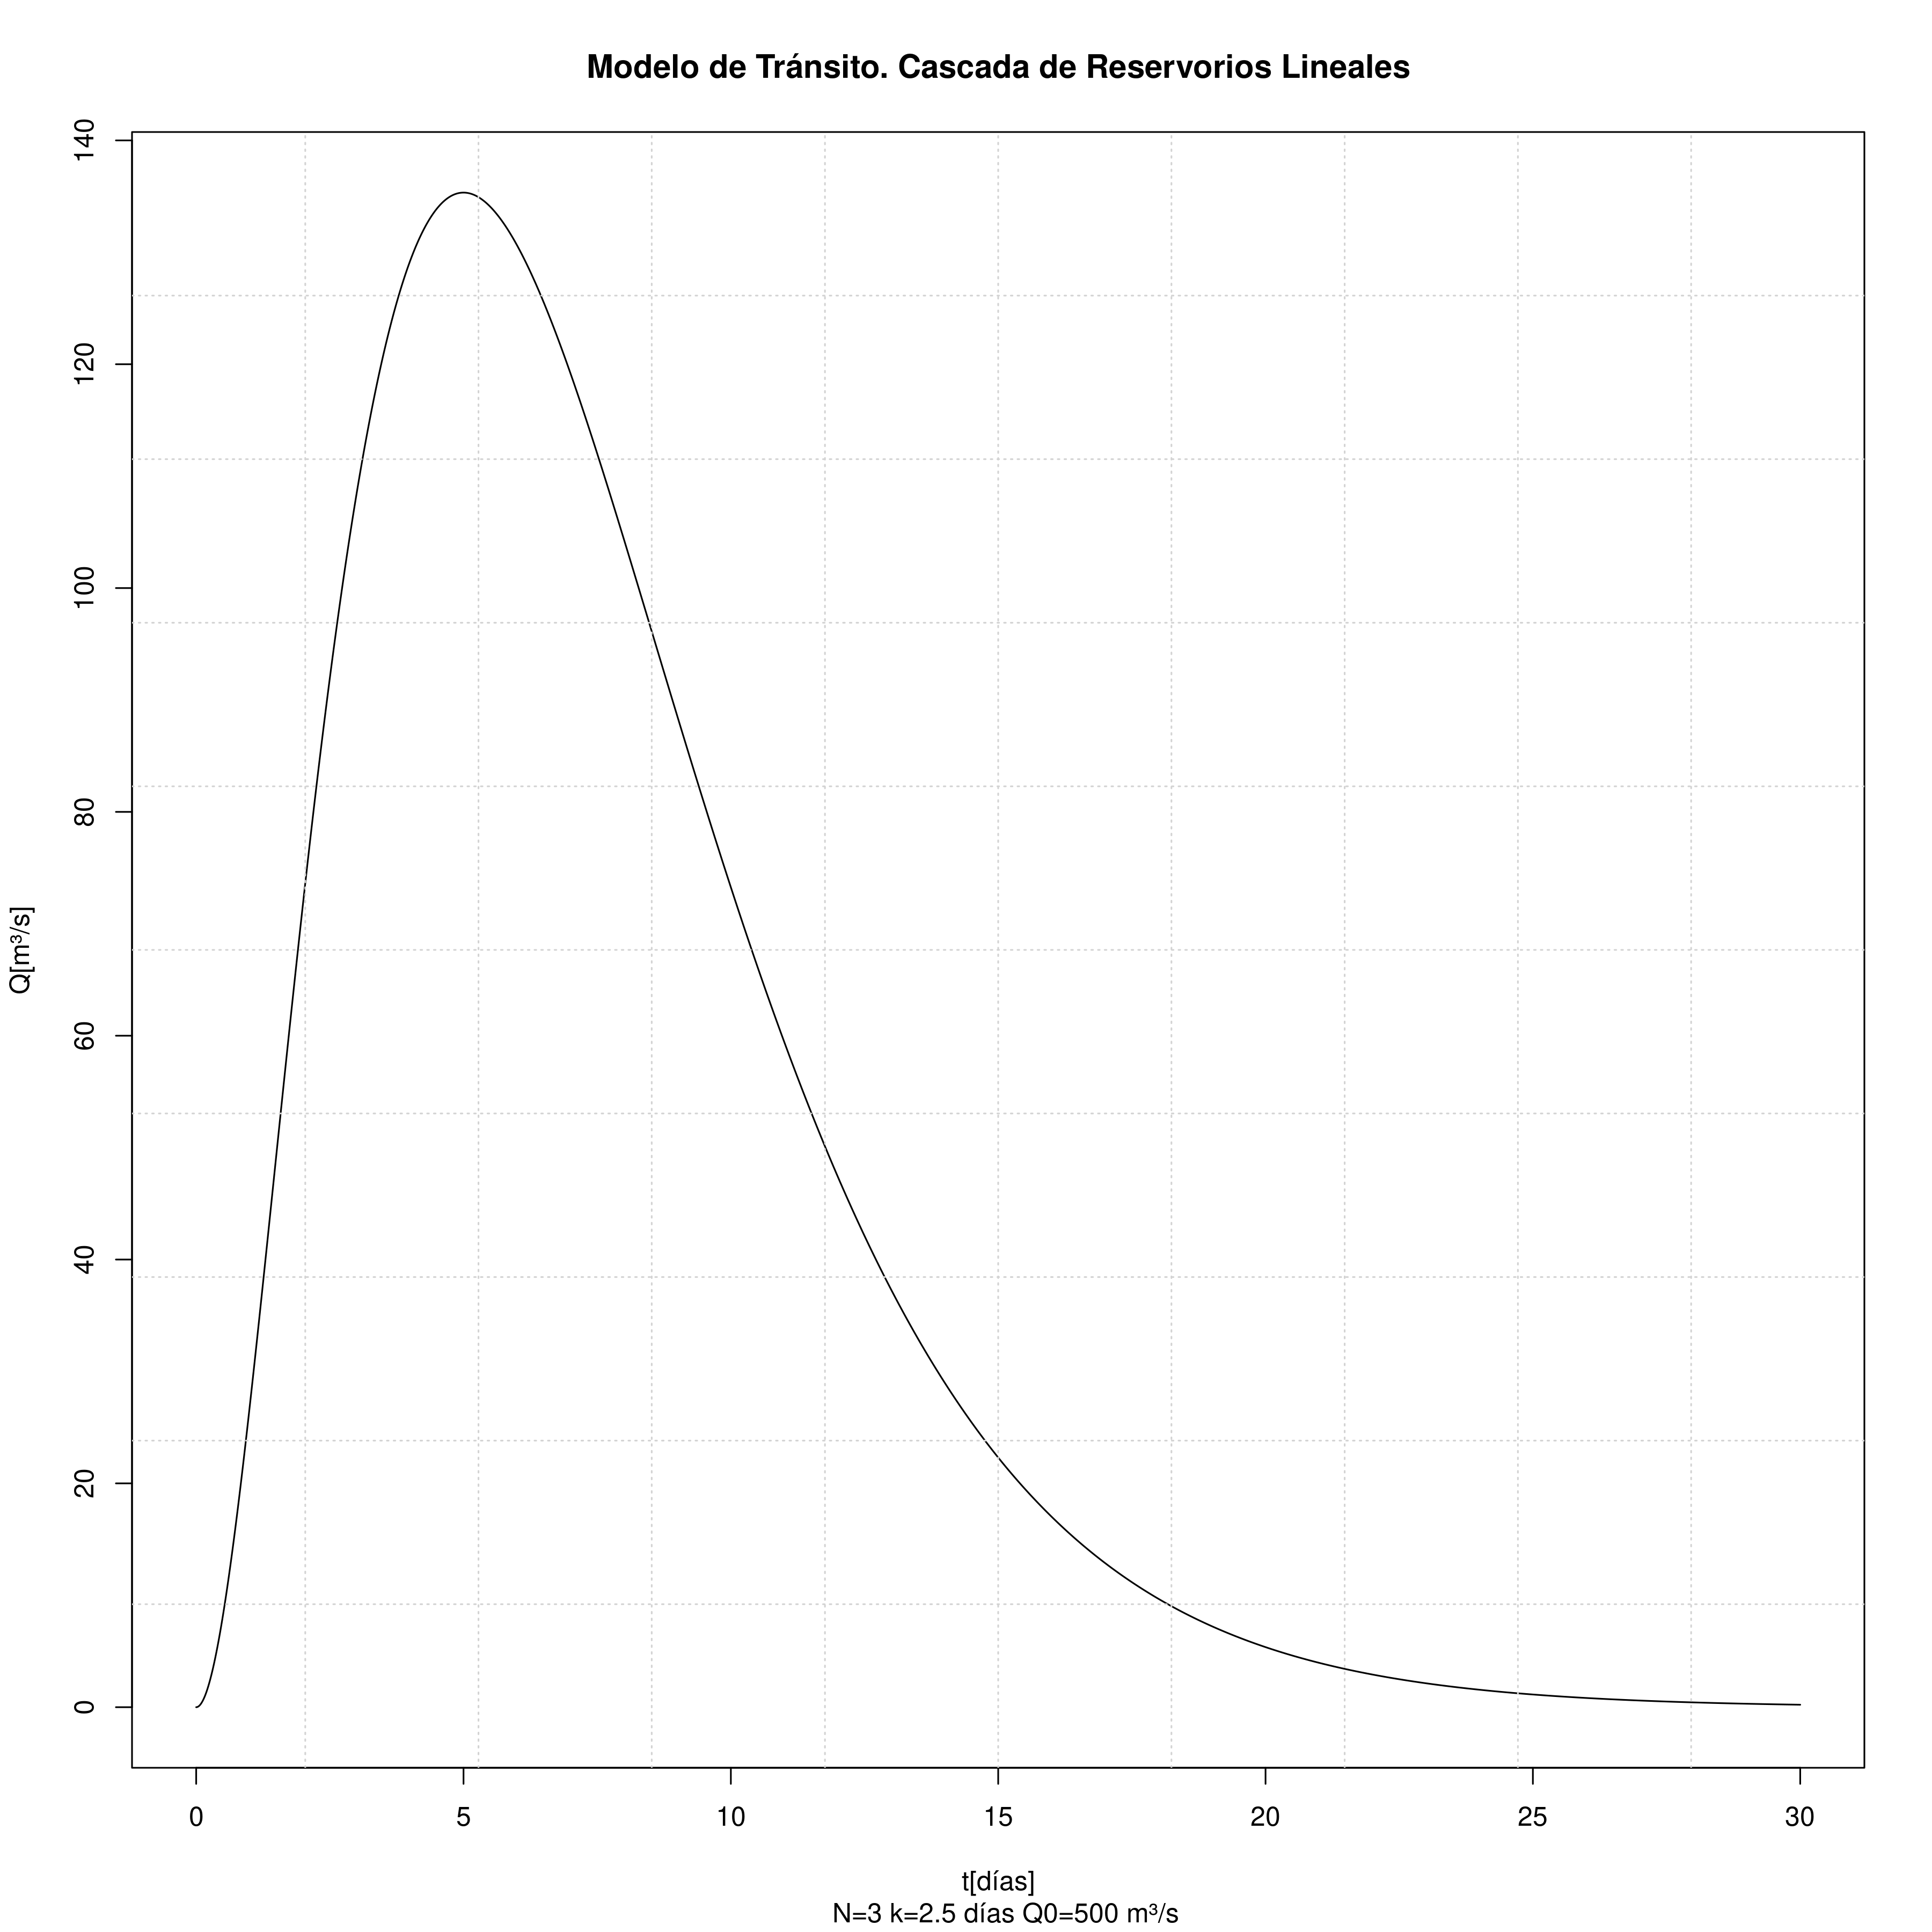 Modelo de Tránsito. Cascada de Reservorios Lineales
140
120
100
80
60
40
20
0
Q[m³/s]
0 5 10 15 20 25 30
t[días]
N=3 k=2.5 días Q0=500 m³/s